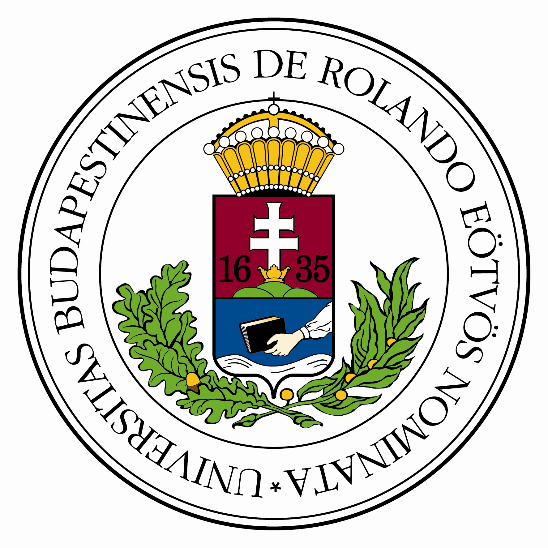 UNIVERSITAS BUDAPESTINENSIS DE ROLANDO EÖTVÖS NOMINATA *
16 35